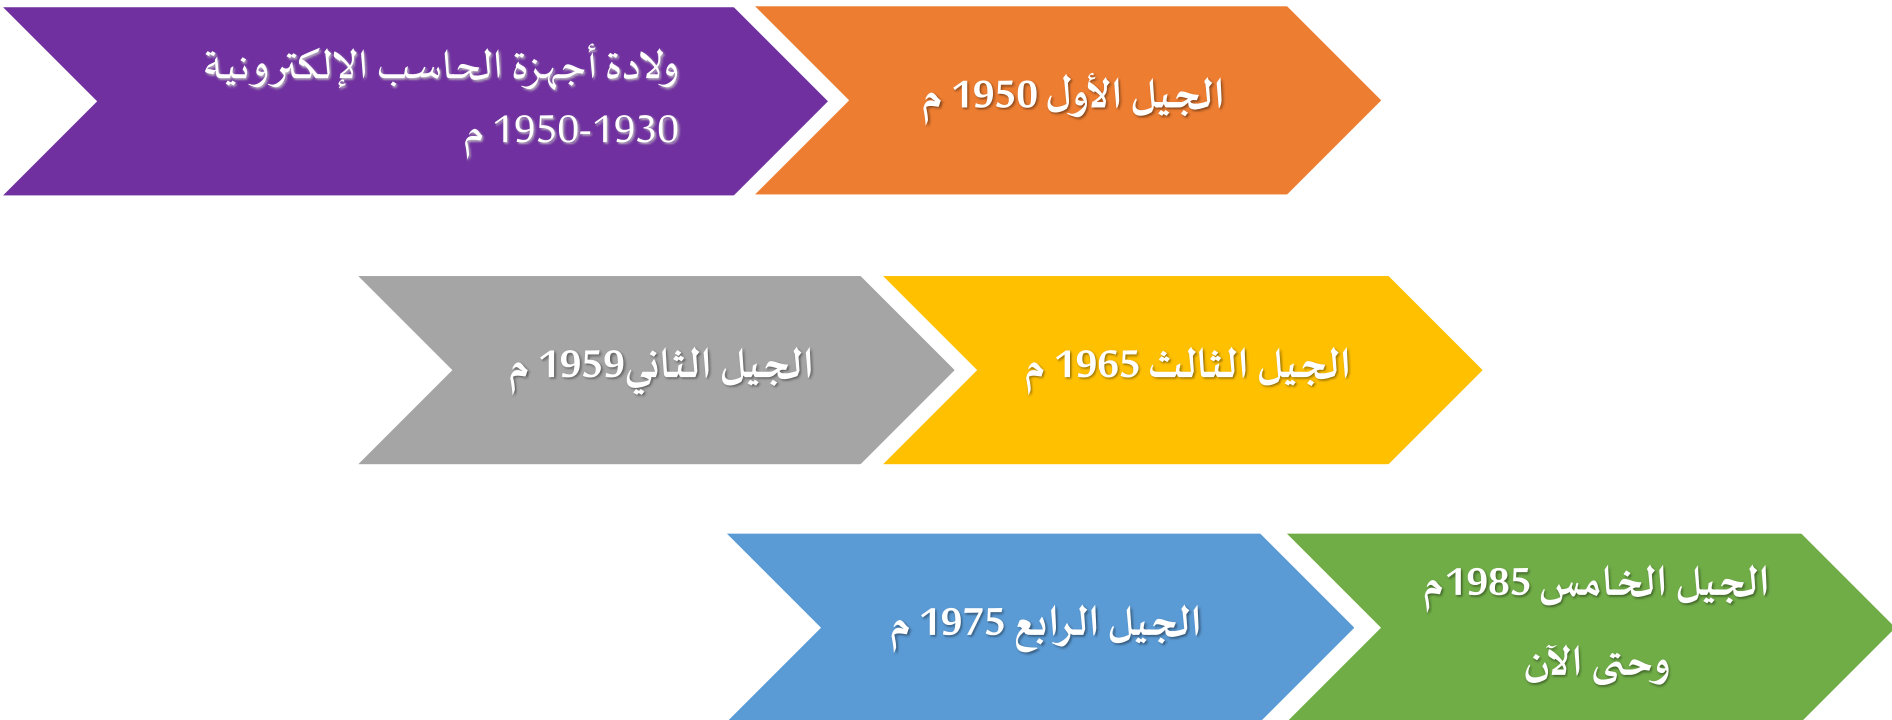 ولادة أجهزة الحاسب الإلكترونية
1930-1950 م
الجيل الأول 1950 م
الجيل الثاني1959 م
الجيل الثالث 1965 م
الجيل الرابع 1975 م
الجيل الخامس 1985م
وحتى الآن